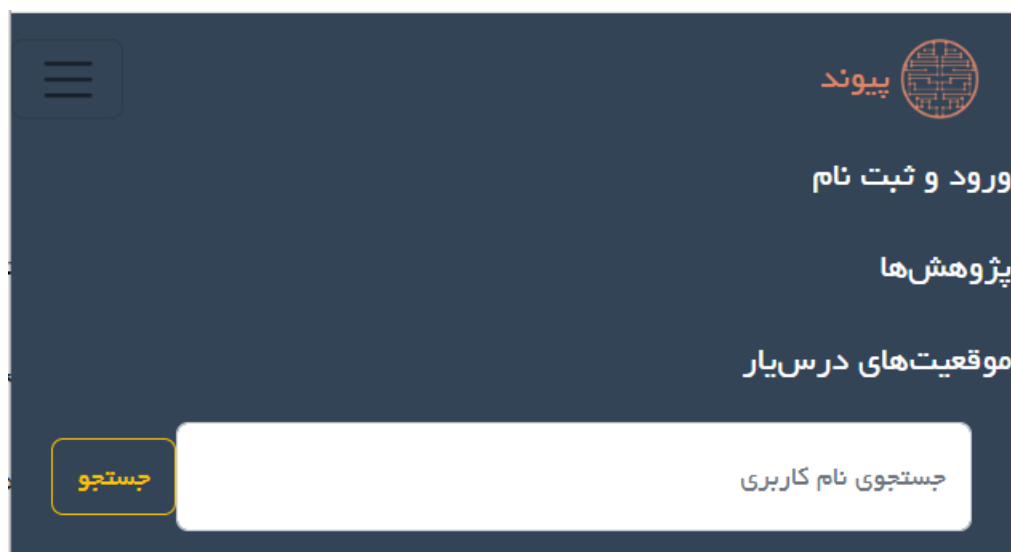 پیوند
ورود و ثبت نام
پژوهش‌ها
موقعیت‌های درس‌یار
جستجوی نام کاربری
جستجو